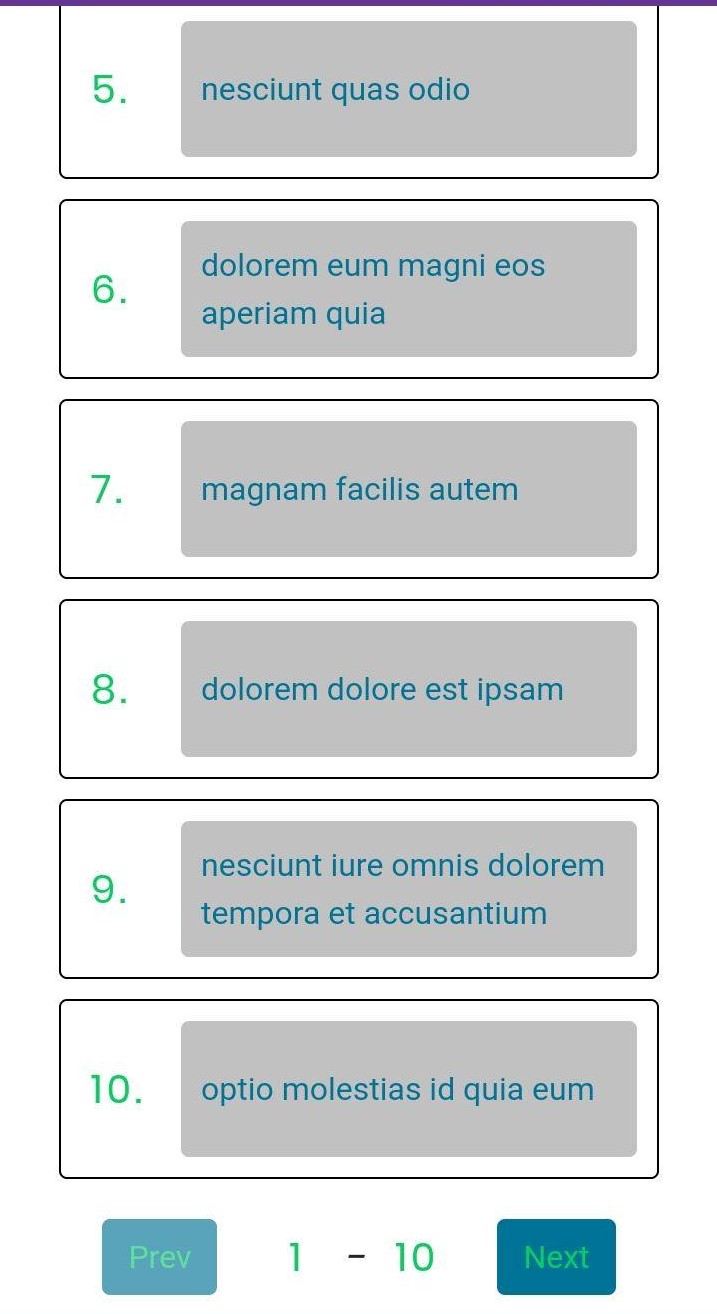 5.
nesciunt quas odio
6.
dolorem eum magni eos
aperiam quia
7.
magnam facilis autem
8.
dolorem dolore est ipsam
9.
nesciunt iure omnis dolorem
tempora et accusantium
10.
optio molestias id quia eum
Prev 1 - 10 Next